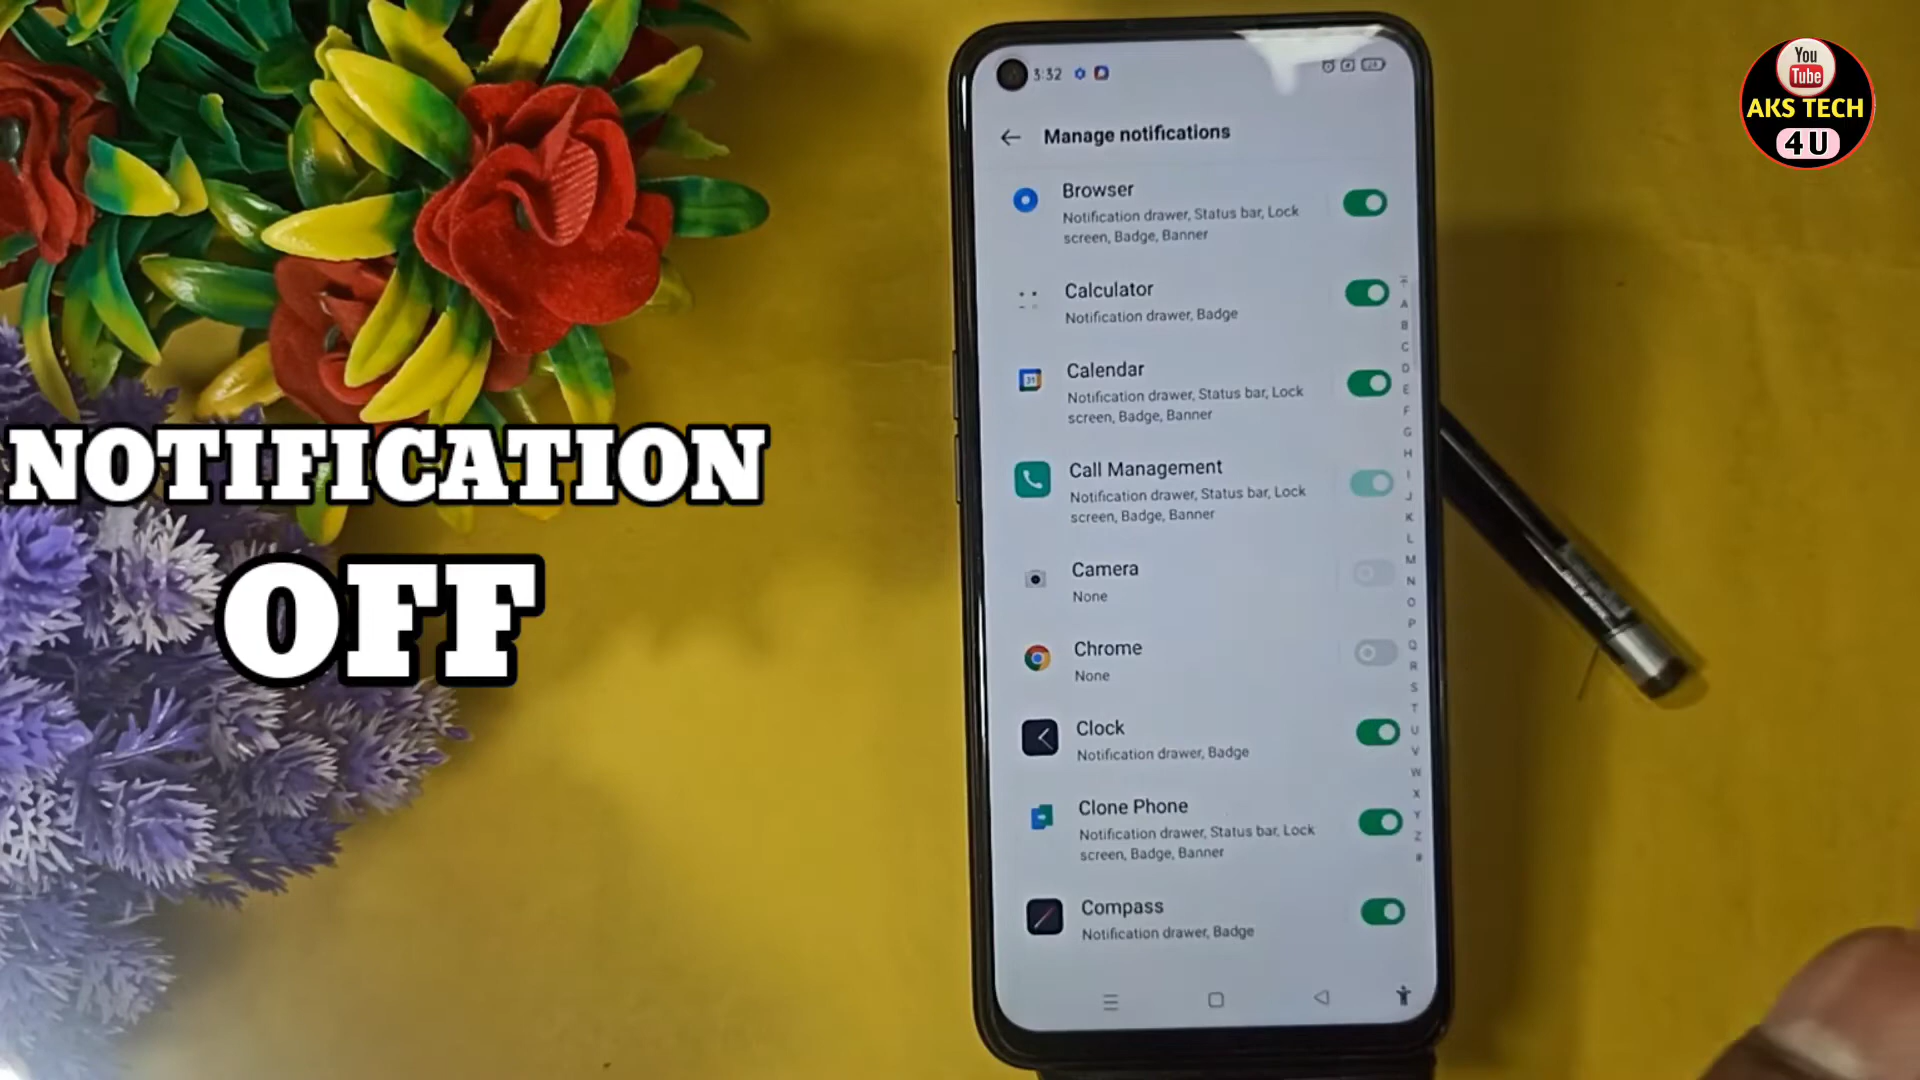 You
Tube
AKS TECH
4 U
NOTIFICATION
OFF
3:32
Manage notifications
Browser
Notification drawer, Status bar, Lock
screen, Badge, Banner
Calculator
Notification drawer, Badge
Calendar
31
Notification drawer, Status bar, Lock
screen, Badge, Banner
Call Management
Notification drawer, Status bar, Lock
screen, Badge, Banner
Camera
None
Chrome
None
Clock
Notification drawer, Badge
Clone Phone
Notification drawer, Status bar, Lock
screen, Badge, Banner
Compass
Notification drawer, Badge
A
B
C
D
E
F
G
H
I
J
K
L
M
N
O
P
Q
R
S
T
U
V
W
X
Y
Z
#